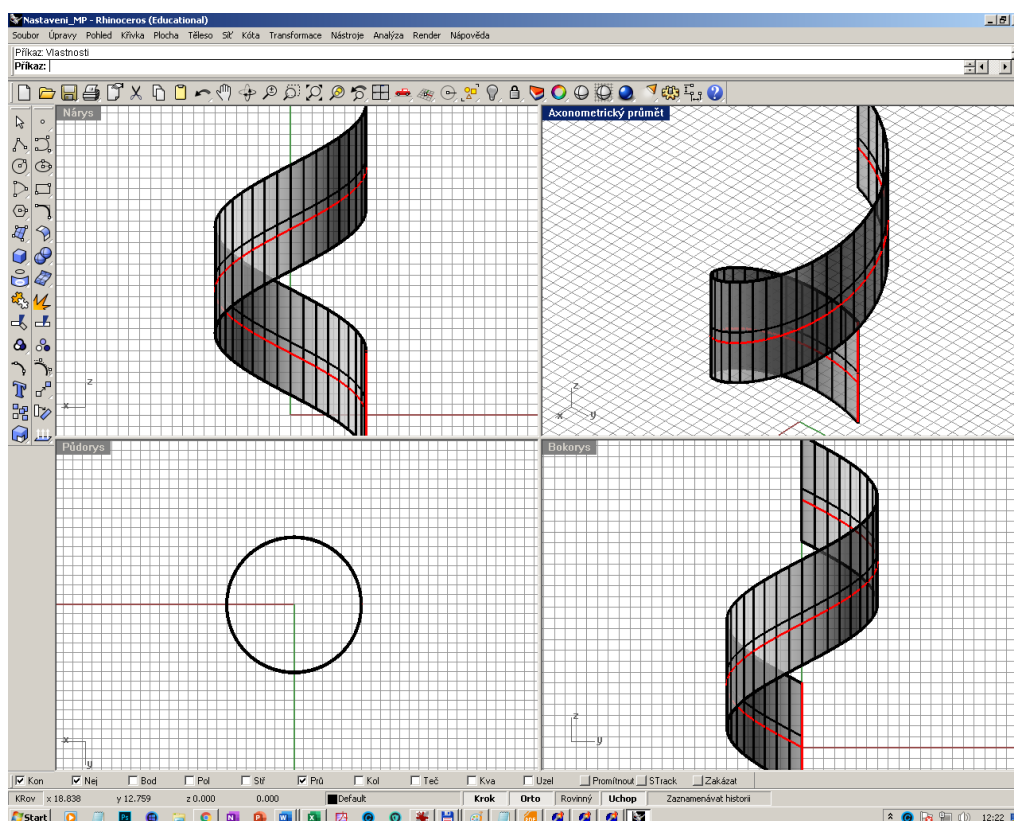 Nastaveni_MP - Rhinoceros (Educational)
Soubor Úpravy Pohled Křivka Plocha Těleso Síť Kóta Transformace Nástroje Analýza Render Nápověda
Příkaz: Vlastnosti
Příkaz:
Nárys
Axonometrický průmět
z
x
z
x y
Půdorys
Bokorys
x
y
z
y
Kon Nej Bod Pol Stř Prů Kol Teč Kva Uzel Promítnout STrack Zakázat
KRov x 18.838 y 12.759 z 0.000 0.000 Default Krok Orto Rovinný Uchop Zaznamenávat historii
Start 12:22